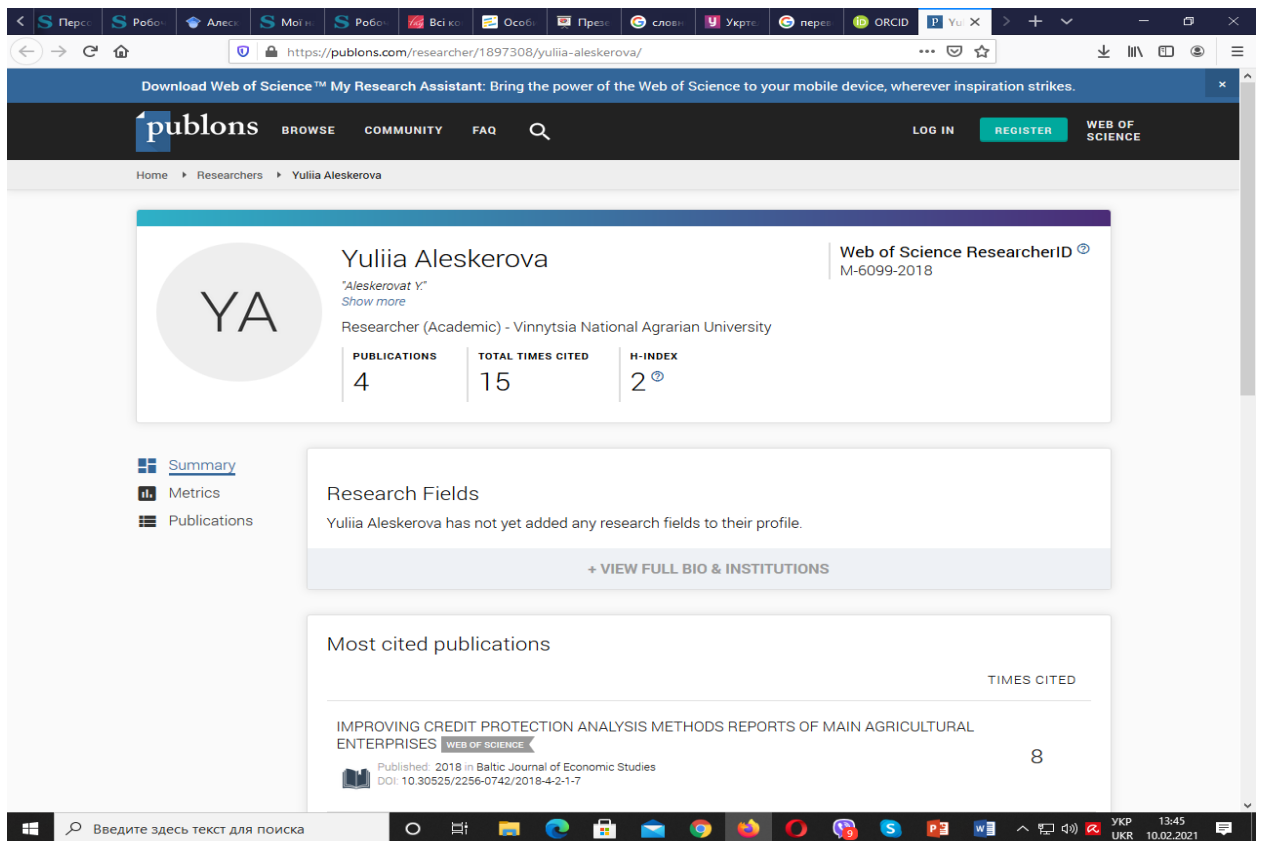 Персо
Робоч
Алеск
Мої н
Робоч
Всі ко
Особ
Презе
словн
Укрте
перев
ORCID
Yul
https://publons.com/researcher/1897308/yuliia-aleskerova/
Download Web of Science™ My Research Assistant: Bring the power of the Web of Science to your mobile device, wherever inspiration strikes.
publons BROWSE COMMUNITY FAQ LOG IN REGISTER WEB OF SCIENCE
Home Researchers Yuliia Aleskerova
Yuliia Aleskerova
Web of Science ResearcherID
M-6099-2018
"Aleskerovat Y."
Show more
YA
Researcher (Academic) - Vinnytsia National Agrarian University
PUBLICATIONS TOTAL TIMES CITED H-INDEX
4 15 2
Summary
Metrics
Publications
Research Fields
Yuliia Aleskerova has not yet added any research fields to their profile.
+ VIEW FULL BIO & INSTITUTIONS
Most cited publications
TIMES CITED
IMPROVING CREDIT PROTECTION ANALYSIS METHODS REPORTS OF MAIN AGRICULTURAL
ENTERPRISES WEB OF SCIENCE
8
Published: 2018 in Baltic Journal of Economic Studies
DOI: 10.30525/2256-0742/2018-4-2-1-7
Введите здесь текст для поиска
9
УКР 13:45
UKR 10.02.2021